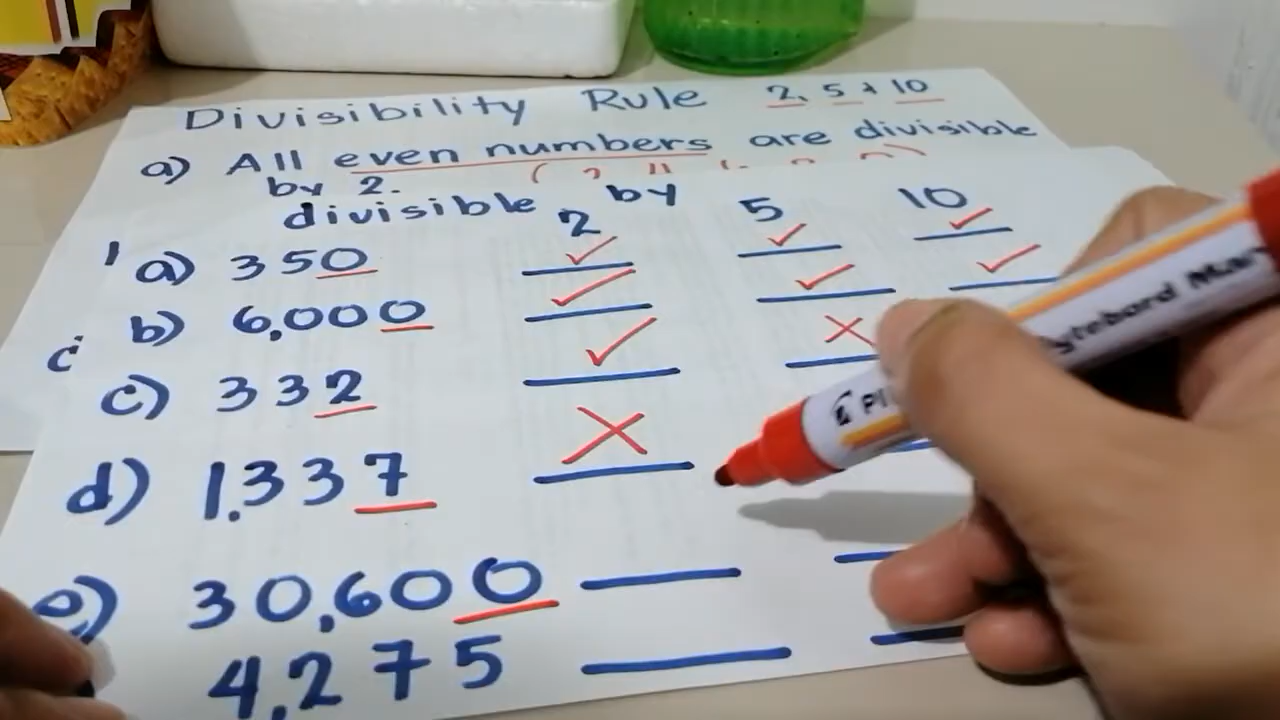 Divisibility Rule 2, 5 & 10
a) All even numbers are divisible
by 2.
divisible by
2 5 10
1 a) 350 ✓ ✓ ✓
b) 6,000 ✓ ✓ ✓
c) 332 ✓ ✗
d) 1,337 ✗
e) 30,600
4,275